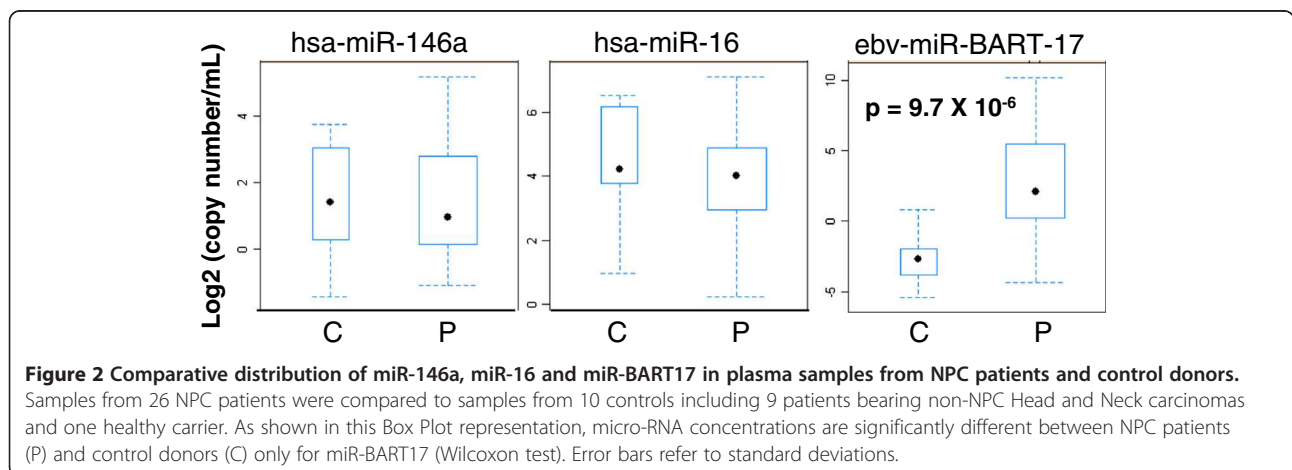 hsa-miR-146a
hsa-miR-16
ebv-miR-BART-17
Log2 (copy number/mL)
4
2
0
C P
6
4
2
0
C P
10
5
0
-5
p = 9.7 X 10⁻⁶
C P
Figure 2 Comparative distribution of miR-146a, miR-16 and miR-BART17 in plasma samples from NPC patients and control donors.
Samples from 26 NPC patients were compared to samples from 10 controls including 9 patients bearing non-NPC Head and Neck carcinomas
and one healthy carrier. As shown in this Box Plot representation, micro-RNA concentrations are significantly different between NPC patients
(P) and control donors (C) only for miR-BART17 (Wilcoxon test). Error bars refer to standard deviations.